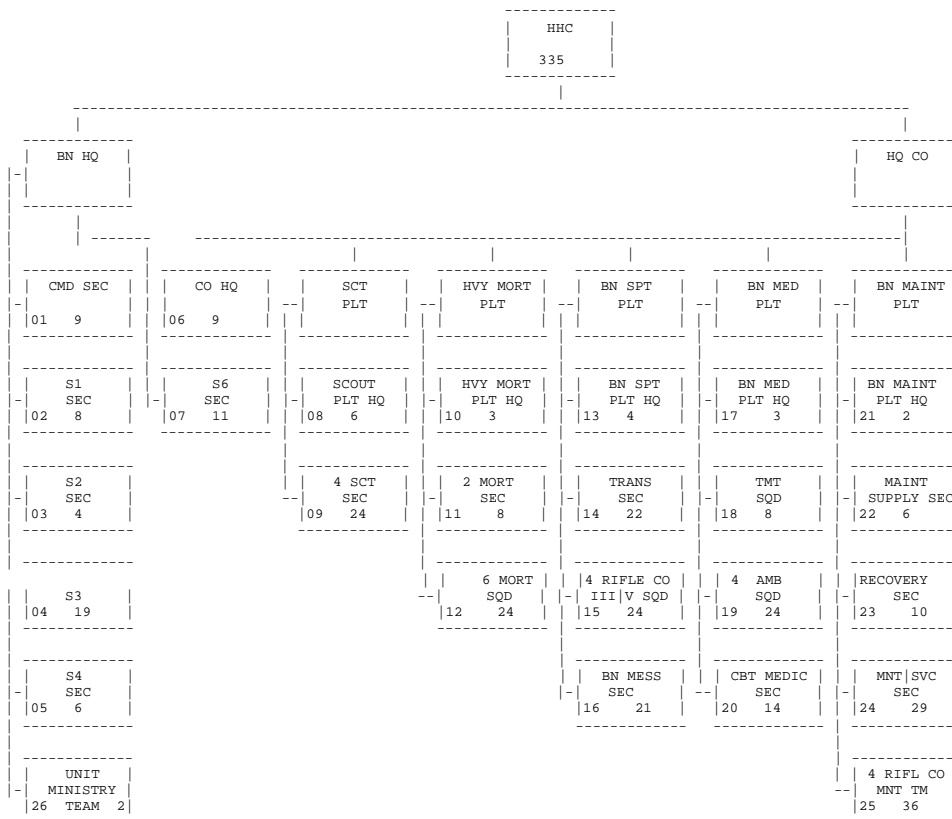 HHC
335
BN HQ
HQ CO
CMD SEC
01 9
CO HQ
06 9
SCT
PLT
HVY MORT
PLT
BN SPT
PLT
BN MED
PLT
BN MAINT
PLT
S1
SEC
02 8
S6
SEC
07 11
SCOUT
PLT HQ
08 6
HVY MORT
PLT HQ
10 3
BN SPT
PLT HQ
13 4
BN MED
PLT HQ
17 3
BN MAINT
PLT HQ
21 2
S2
SEC
03 4
4 SCT
SEC
09 24
2 MORT
SEC
11 8
TRANS
SEC
14 22
TMT
SQD
18 8
MAINT
SUPPLY SEC
22 6
S3
04 19
6 MORT
SQD
12 24
4 RIFLE CO
III|V SQD
15 24
4 AMB
SQD
19 24
RECOVERY
SEC
23 10
S4
SEC
05 6
BN MESS
SEC
16 21
CBT MEDIC
SEC
20 14
MNT|SVC
SEC
24 29
UNIT
MINISTRY
26 TEAM 2
4 RIFL CO
MNT TM
25 36